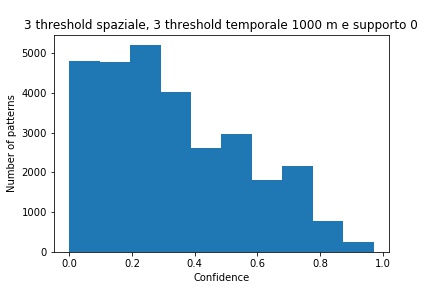 3 threshold spaziale, 3 threshold temporale 1000 m e supporto 0
5000
4000
3000
2000
1000
0
Number of patterns
0.0 0.2 0.4 0.6 0.8 1.0
Confidence